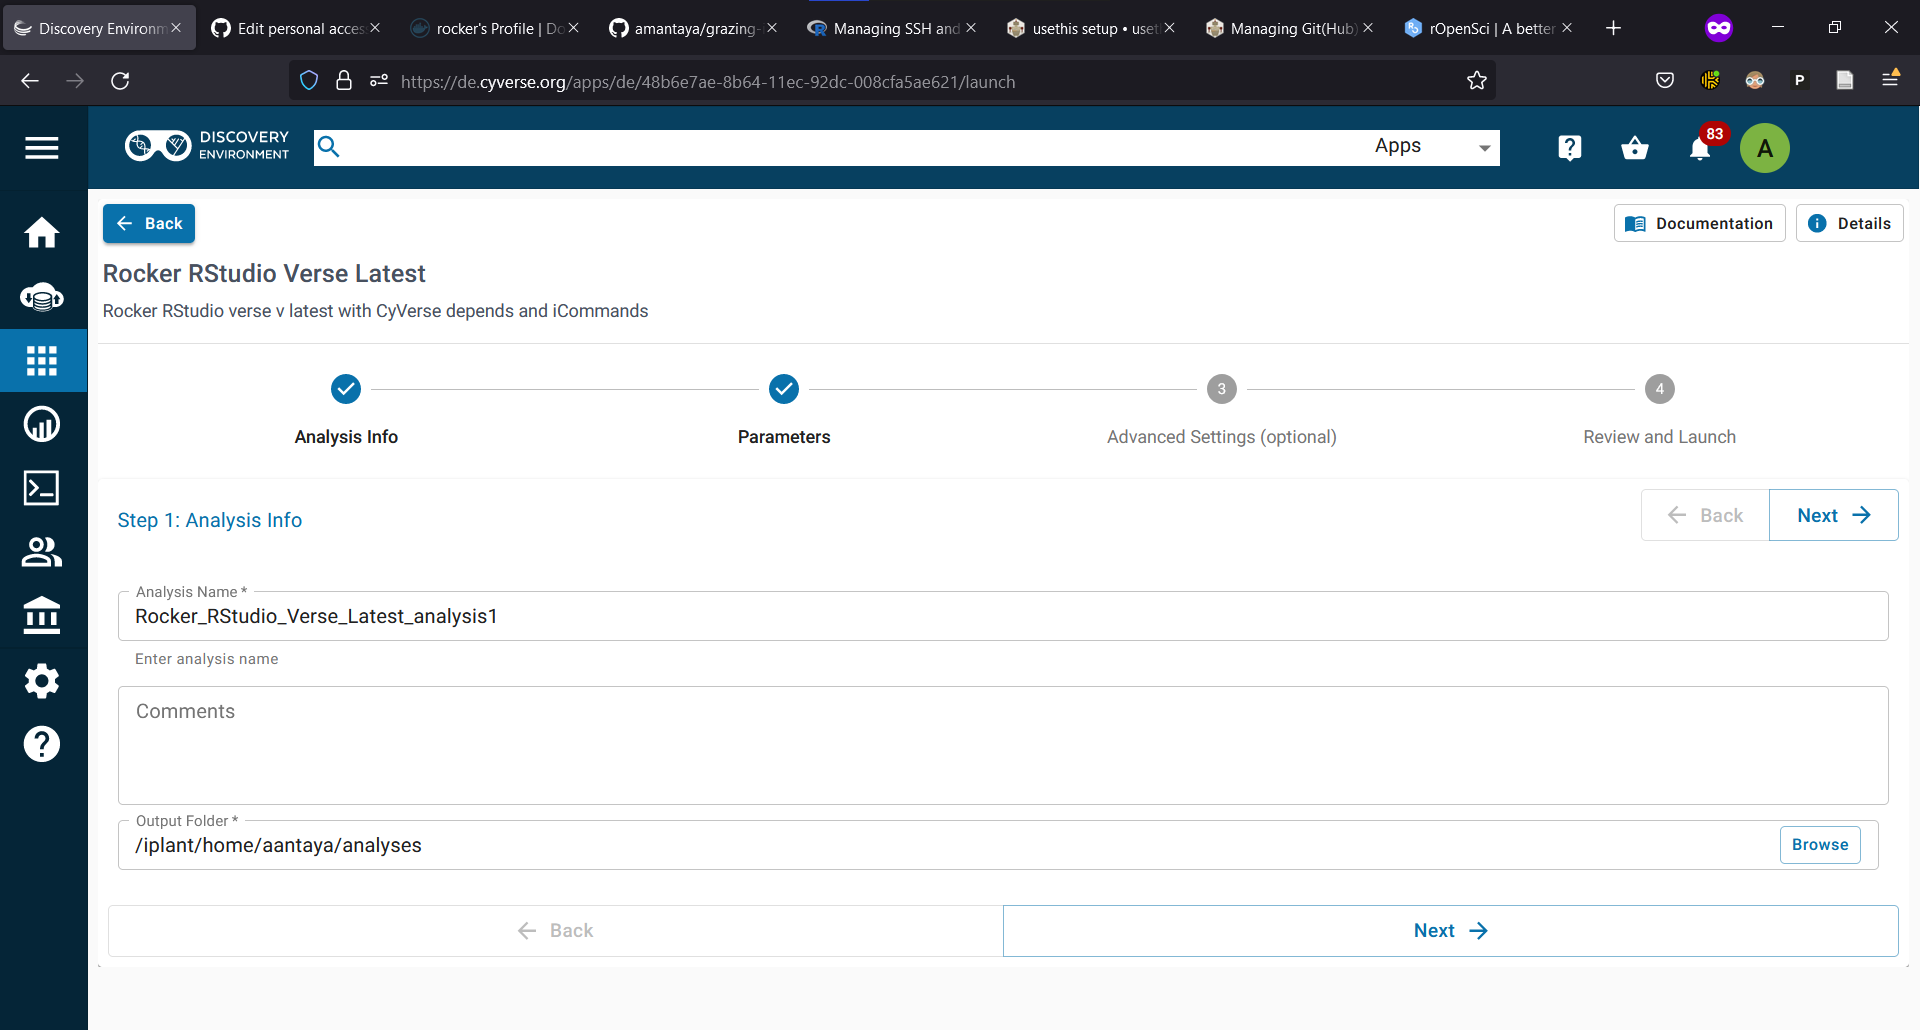 Discovery Environm
Edit personal acces
rocker's Profile | Do
amantaya/grazing-
Managing SSH and
usethis setup • uset
Managing Git(Hub)
rOpenSci | A better
https://de.cyverse.org/apps/de/48b6e7ae-8b64-11ec-92dc-008cfa5ae621/launch
P
DISCOVERY
ENVIRONMENT
Apps
83
A
Back
Documentation
Details
Rocker RStudio Verse Latest
Rocker RStudio verse v latest with CyVerse depends and iCommands
3
4
Analysis Info
Parameters
Advanced Settings (optional)
Review and Launch
Step 1: Analysis Info
Back
Next
Analysis Name *
Rocker_RStudio_Verse_Latest_analysis1
Enter analysis name
Comments
Output Folder *
/iplant/home/aantaya/analyses
Browse
Back
Next